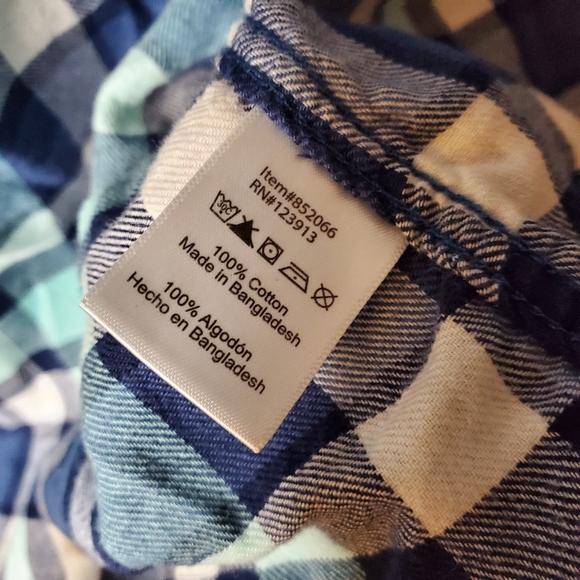 Item#852066
RN#123913
100% Cotton
Made in Bangladesh
100% Algodón
Hecho en Bangladesh